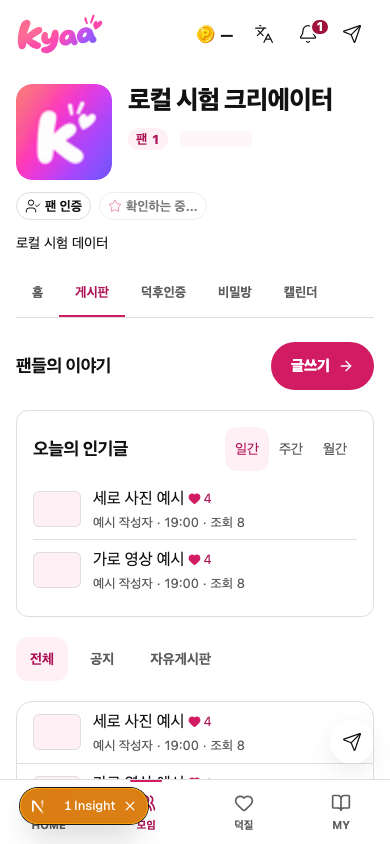 kyaa
P –
1
로컬 시험 크리에이터
팬 1
팬 인증
확인하는 중...
로컬 시험 데이터
홈
게시판
덕후인증
비밀방
캘린더
팬들의 이야기
글쓰기 →
오늘의 인기글
일간
주간
월간
세로 사진 예시 4
예시 작성자 · 19:00 · 조회 8
가로 영상 예시 4
예시 작성자 · 19:00 · 조회 8
전체
공지
자유게시판
세로 사진 예시 4
예시 작성자 · 19:00 · 조회 8
N 1 Insight ×
HOME
모임
덕질
MY